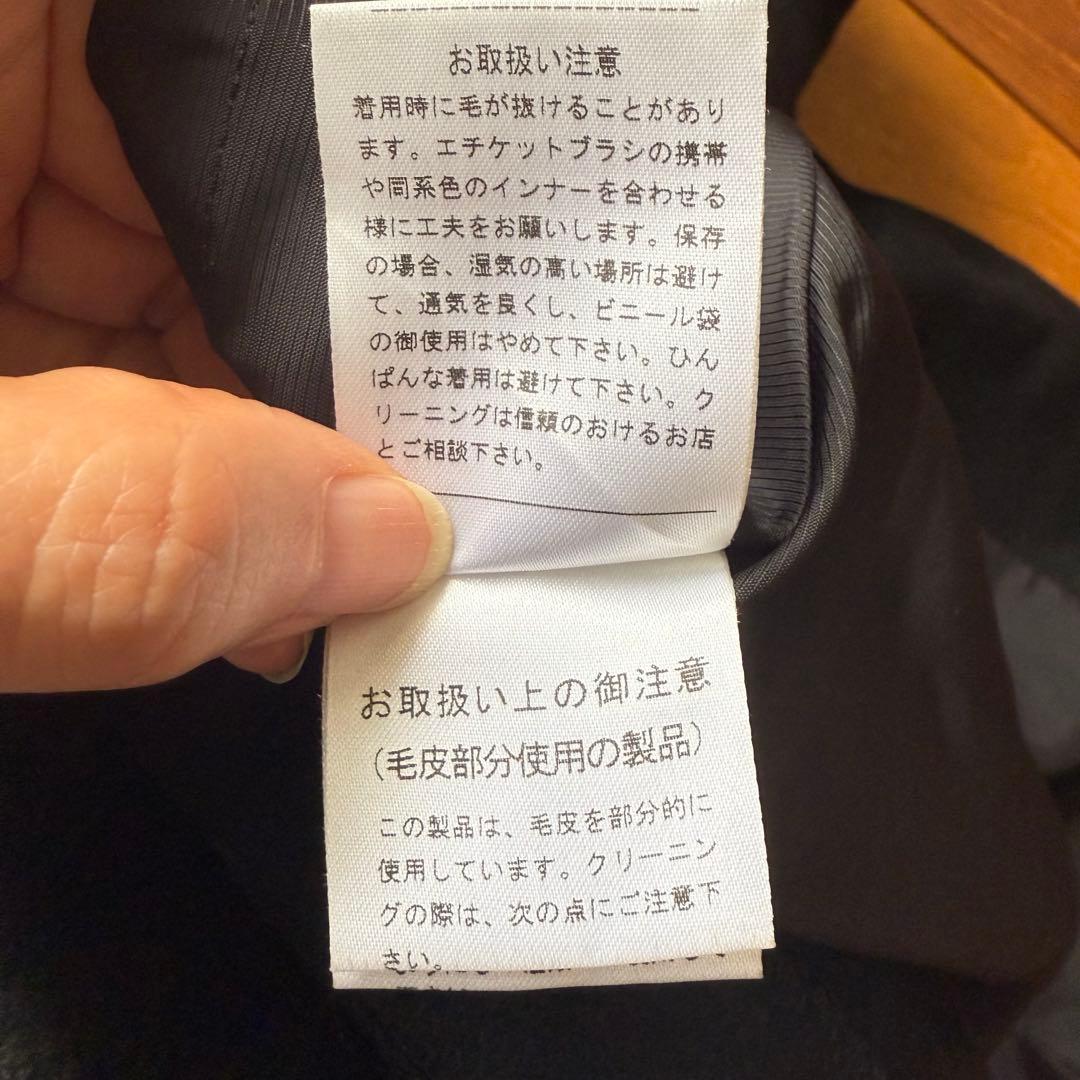 お取扱い注意
着用時に毛が抜けることがあり
ます。エチケットブラシの携帯
や同系色のインナーを合わせる
様に工夫をお願いします。保存
の場合、湿気の高い場所は避け
て、通気を良くし、ビニール袋
の御使用はやめて下さい。ひん
ぱんな着用は避けて下さい。ク
リーニングは信頼のおけるお店
とご相談下さい。
お取扱い上の御注意
(毛皮部分使用の製品)
この製品は、毛皮を部分的に
使用しています。クリーニン
グの際は、次の点にご注意下
さい。